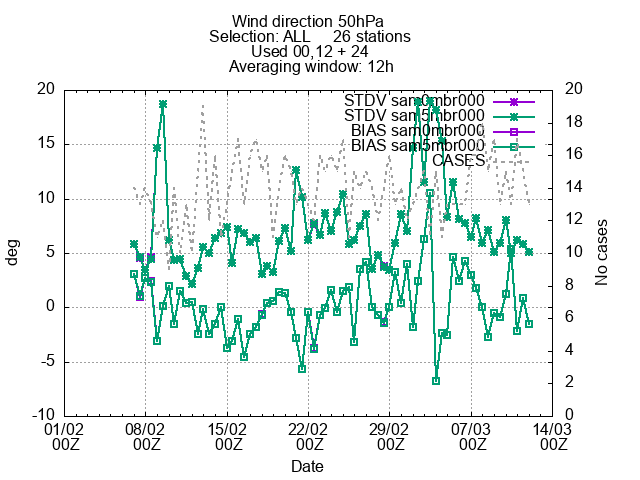 Wind direction 50hPa
Selection: ALL 26 stations
Used 00,12 + 24
Averaging window: 12h
STDV sam0mbr000
STDV sam5mbr000
BIAS sam0mbr000
BIAS sam5mbr000
CASES
20
15
10
5
0
-5
-10
deg
20
18
16
14
12
10
8
6
4
2
0
No cases
01/02 08/02 15/02 22/02 29/02 07/03 14/03
00Z 00Z 00Z 00Z 00Z 00Z 00Z
Date